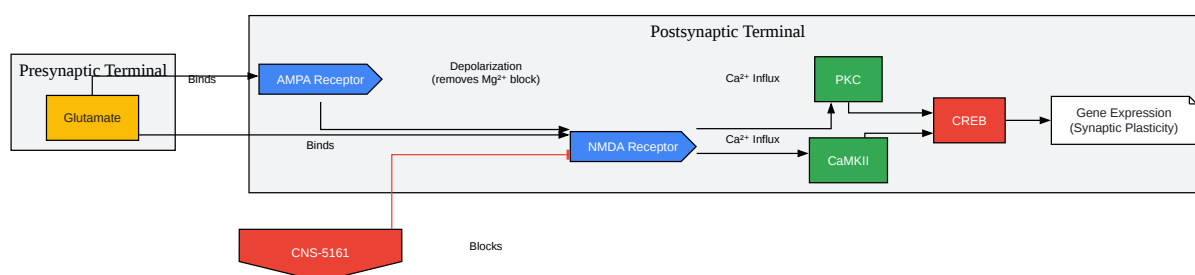 Postsynaptic Terminal
Presynaptic Terminal
Depolarization
(removes Mg²⁺ block)
Binds
AMPA Receptor
Ca²⁺ Influx
PKC
Glutamate
Gene Expression
(Synaptic Plasticity)
CREB
Binds
NMDA Receptor
Ca²⁺ Influx
CaMKII
CNS-5161
Blocks